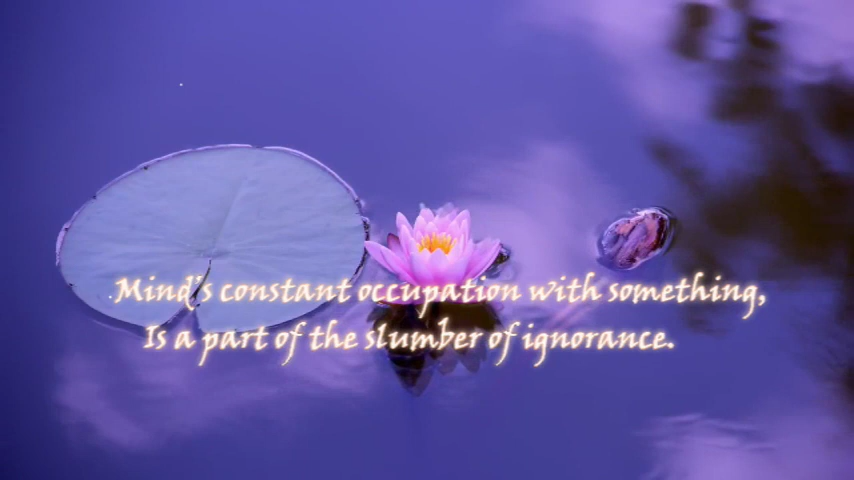 Mind's constant occupation with something,
Is a part of the slumber of ignorance.